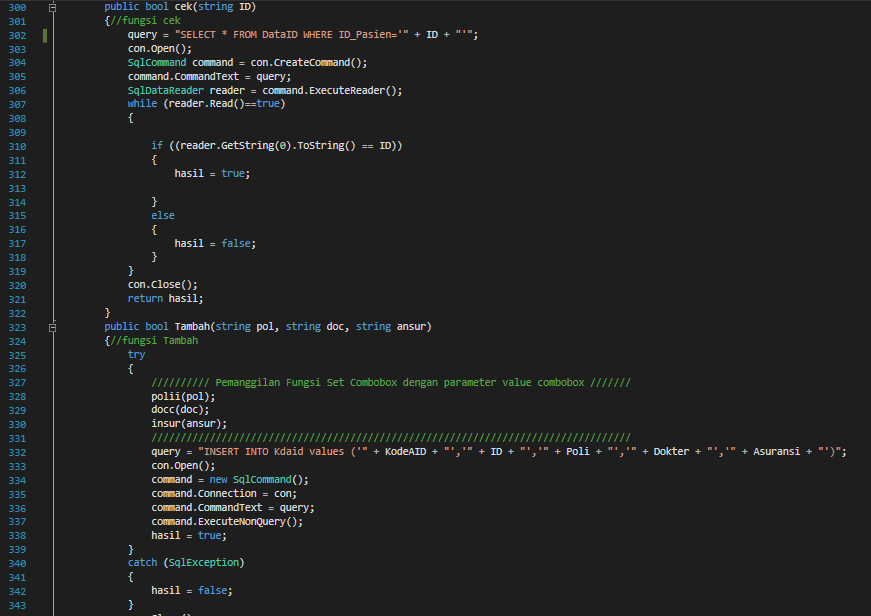 300 public bool cek(string ID)
301 {//fungsi cek
302 query = "SELECT * FROM DataID WHERE ID_Pasien='" + ID + "'";
303 con.Open();
304 SqlCommand command = con.CreateCommand();
305 command.CommandText = query;
306 SqlDataReader reader = command.ExecuteReader();
307 while (reader.Read()==true)
308 {
309
310 if ((reader.GetString(0).ToString() == ID))
311 {
312 hasil = true;
313
314 }
315 else
316 {
317 hasil = false;
318 }
319 }
320 con.Close();
321 return hasil;
322 }
323 public bool Tambah(string pol, string doc, string ansur)
324 {//fungsi Tambah
325 try
326 {
327 ////////// Pemanggilan Fungsi Set Combobox dengan parameter value combobox ///////
328 polii(pol);
329 docc(doc);
330 insur(ansur);
331 //////////////////////////////////////////////////////////////////////////////////
332 query = "INSERT INTO Kdaid values ('" + KodeAID + "','" + ID + "','" + Poli + "','" + Dokter + "','" + Asuransi + "')";
333 con.Open();
334 command = new SqlCommand();
335 command.Connection = con;
336 command.CommandText = query;
337 command.ExecuteNonQuery();
338 hasil = true;
339 }
340 catch (SqlException)
341 {
342 hasil = false;
343 }